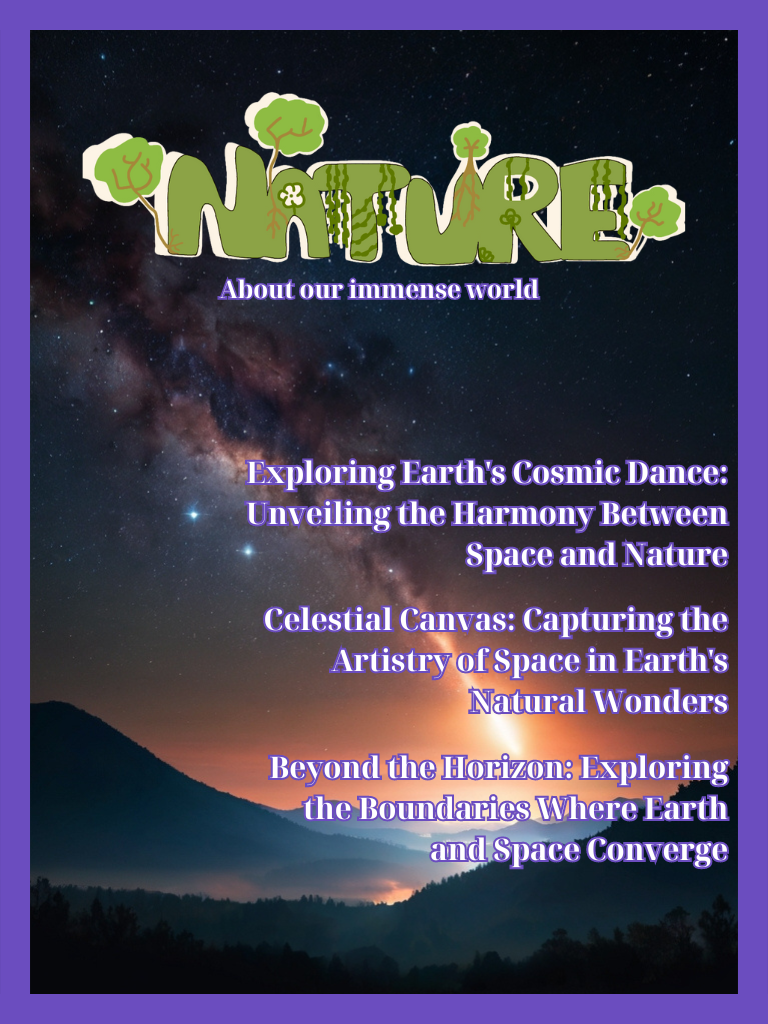 NATURE
About our immense world
Exploring Earth's Cosmic Dance:
Unveiling the Harmony Between
Space and Nature
Celestial Canvas: Capturing the
Artistry of Space in Earth's
Natural Wonders
Beyond the Horizon: Exploring
the Boundaries Where Earth
and Space Converge